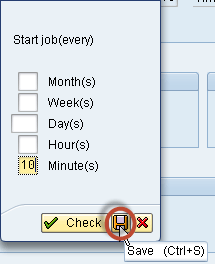 Start job(every)
Month(s)
Week(s)
Day(s)
Hour(s)
10 Minute(s)
Check
Save (Ctrl+S)